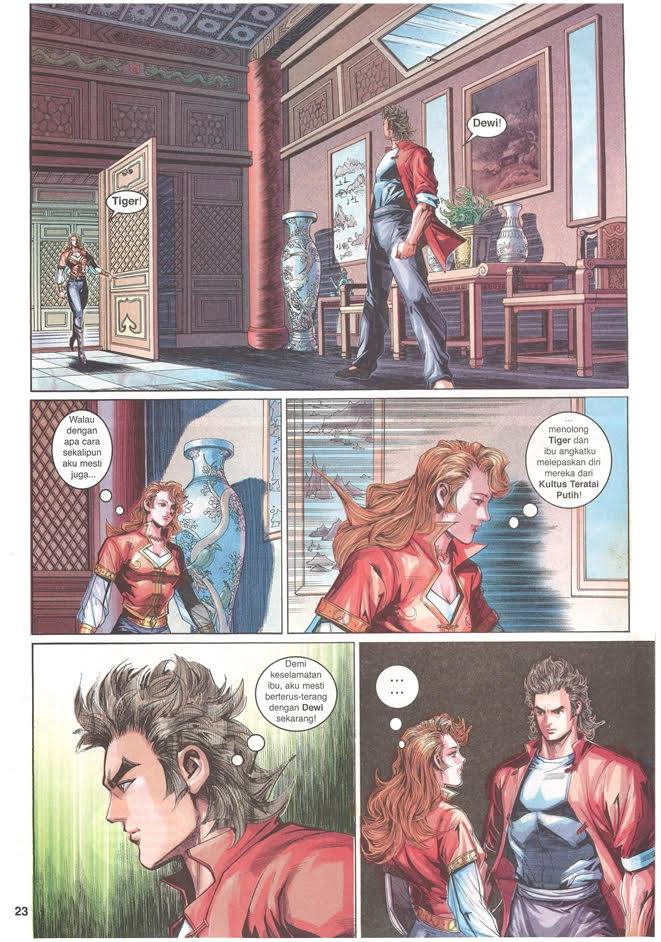 Dewi!
Tiger!
Walau
dengan
apa cara
sekalipun
aku mesti
juga...
...
menolong
Tiger dan
ibu angkatku
melepaskan diri
mereka dari
Kultus Teratai
Putih!
Demi
keselamatan
ibu, aku mesti
berterus-terang
dengan Dewi
sekarang!
...
...
23